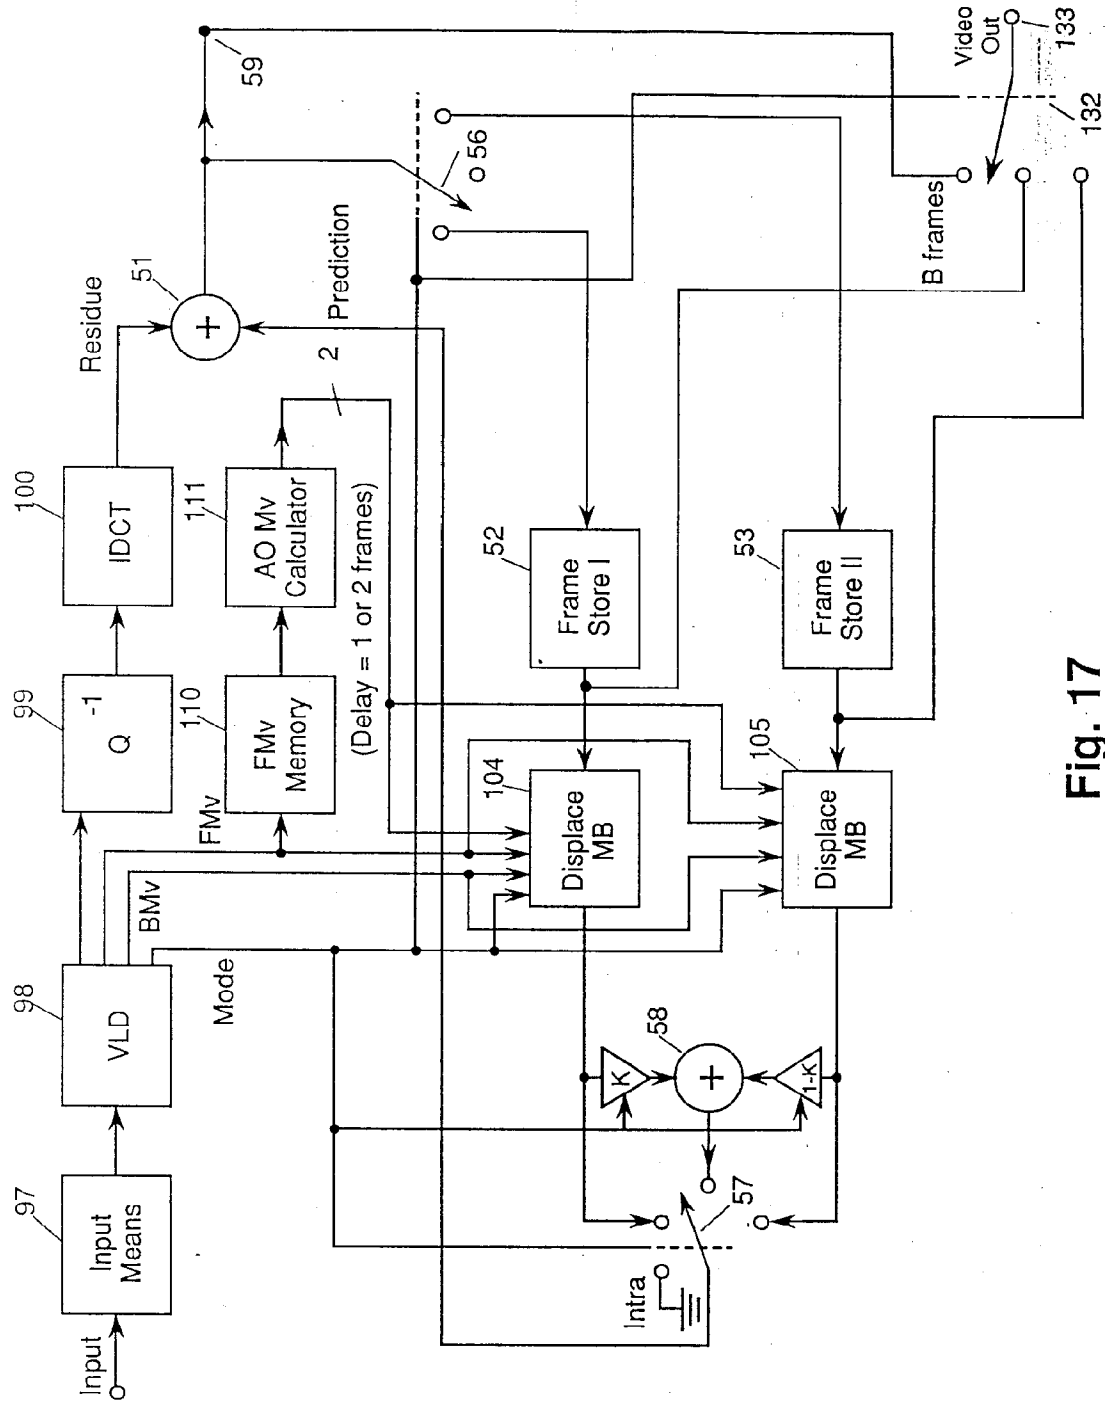 Input
97
Input
Means
98
VLD
99
Q -1
100
IDCT
Residue
51
59
FMv
BMv
Mode
110
FMv
Memory
111
AO Mv
Calculator
2
Prediction
(Delay = 1 or 2 frames)
56
104
Displace
MB
52
Frame
Store I
105
Displace
MB
53
Frame
Store II
K
58
+
+
1-K
57
Intra
B frames
Video
Out
133
132
Fig. 17